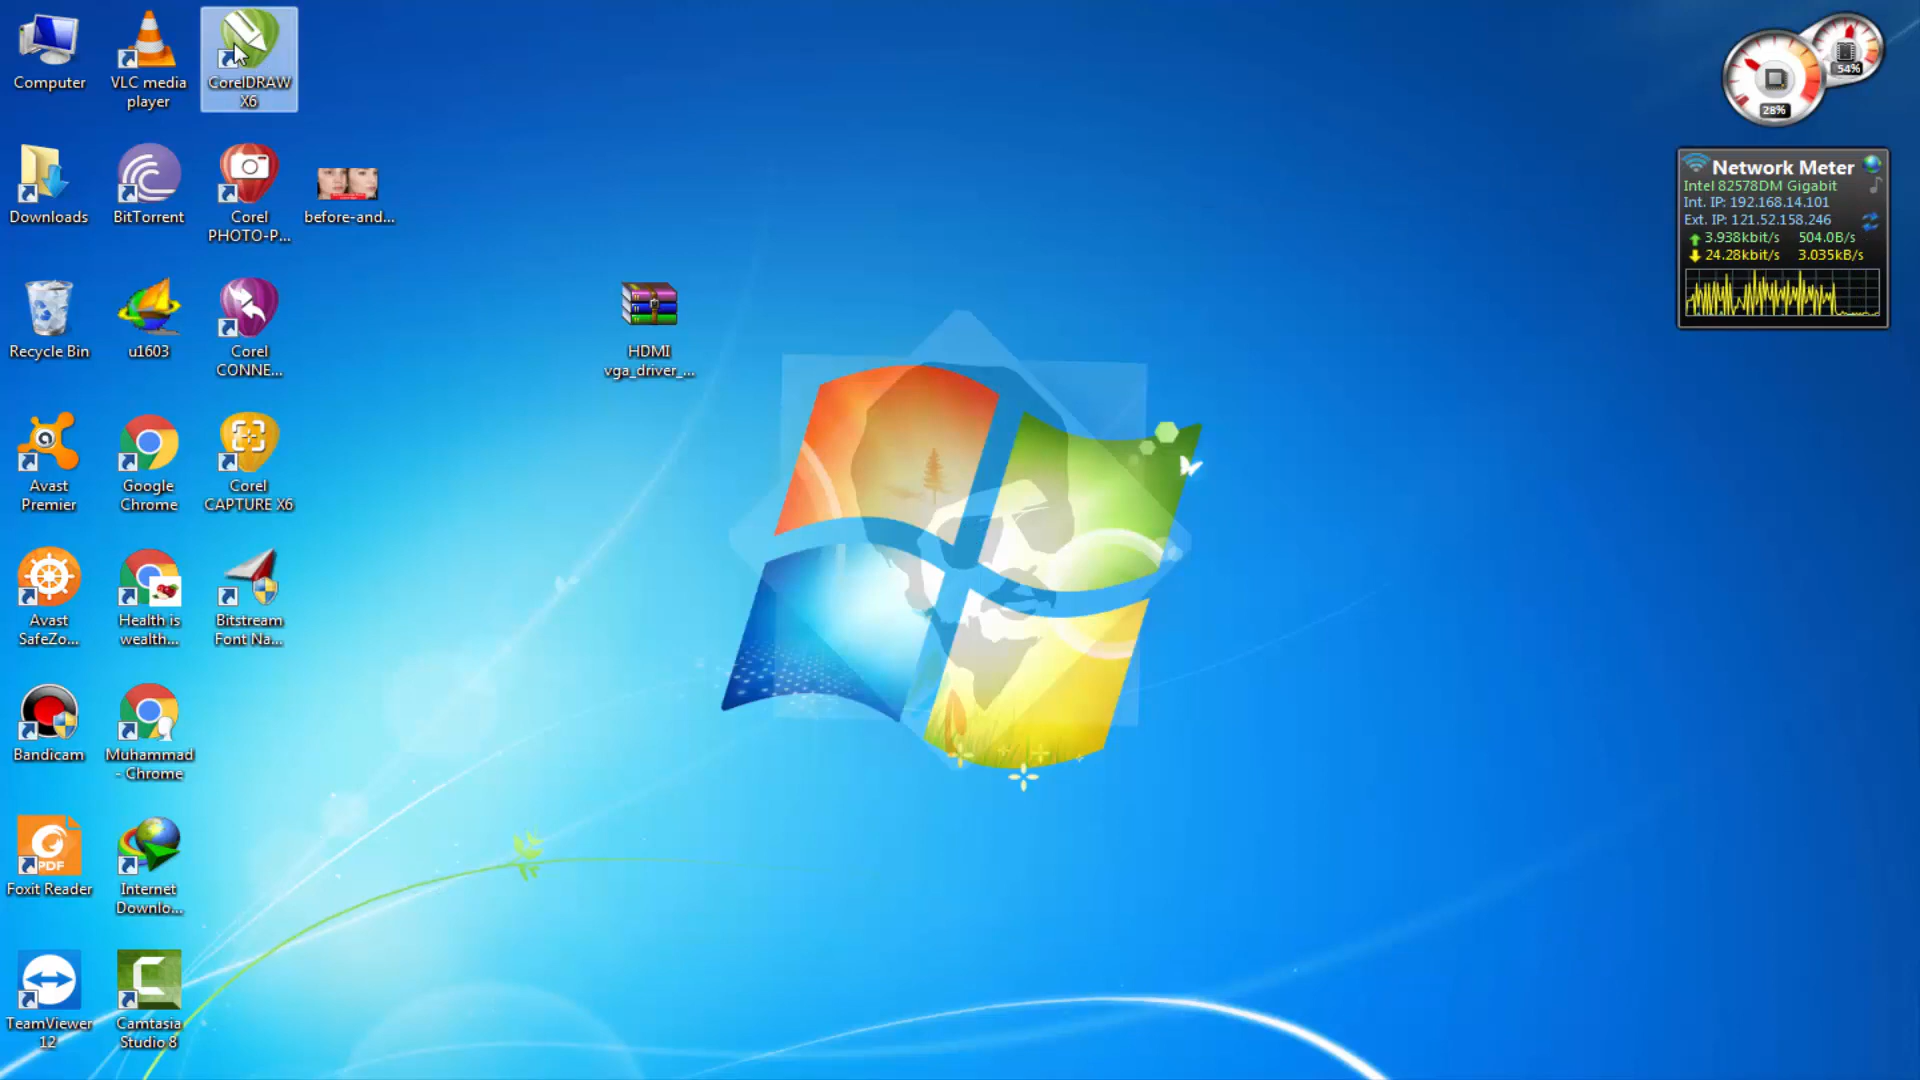 Computer
VLC media
player
CorelDRAW
X6
Downloads
BitTorrent
Corel
PHOTO-P...
before-and...
Recycle Bin
u1603
Corel
CONNE...
HDMI
vga_driver_...
Avast
Premier
Google
Chrome
Corel
CAPTURE X6
Avast
SafeZo...
Health is
wealth...
Bitstream
Font Na...
Bandicam
Muhammad
- Chrome
PDF
Foxit Reader
Internet
Downlo...
TeamViewer
12
Camtasia
Studio 8
54%
28%
Network Meter
Intel 82578DM Gigabit
Int. IP: 192.168.14.101
Ext. IP: 121.52.158.246
3.938kbit/s 504.0B/s
24.28kbit/s 3.035kB/s